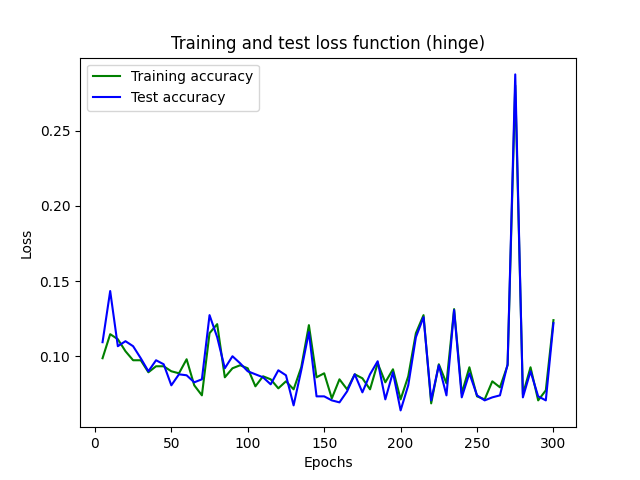 Training and test loss function (hinge)
Training accuracy
Test accuracy
0.25
0.20
0.15
0.10
Loss
0
50
100
150
200
250
300
Epochs